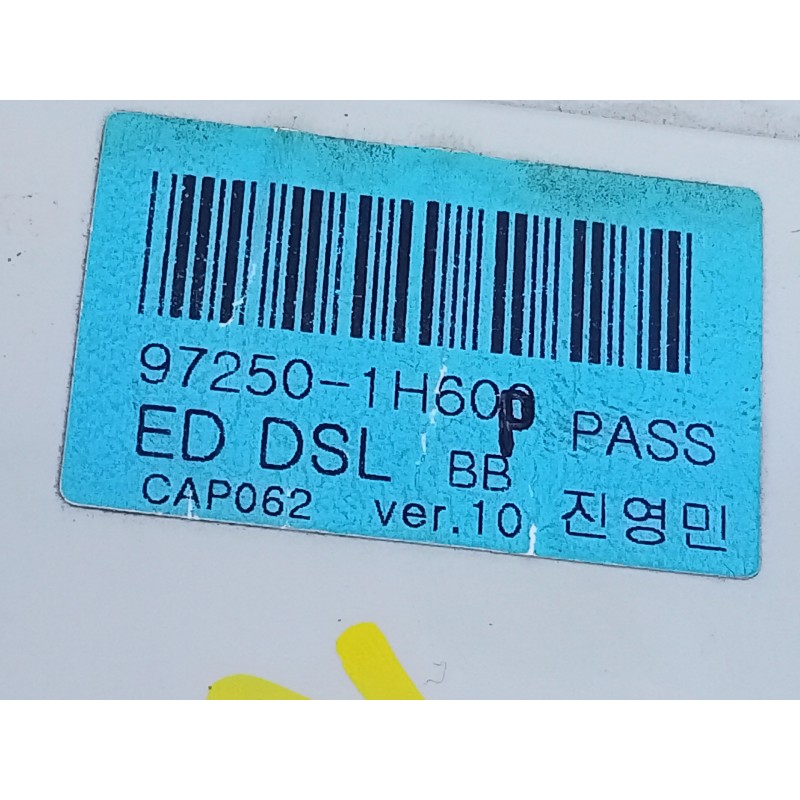 97250-1H600 PASS
ED DSL BB
CAP062 ver.10 진영민